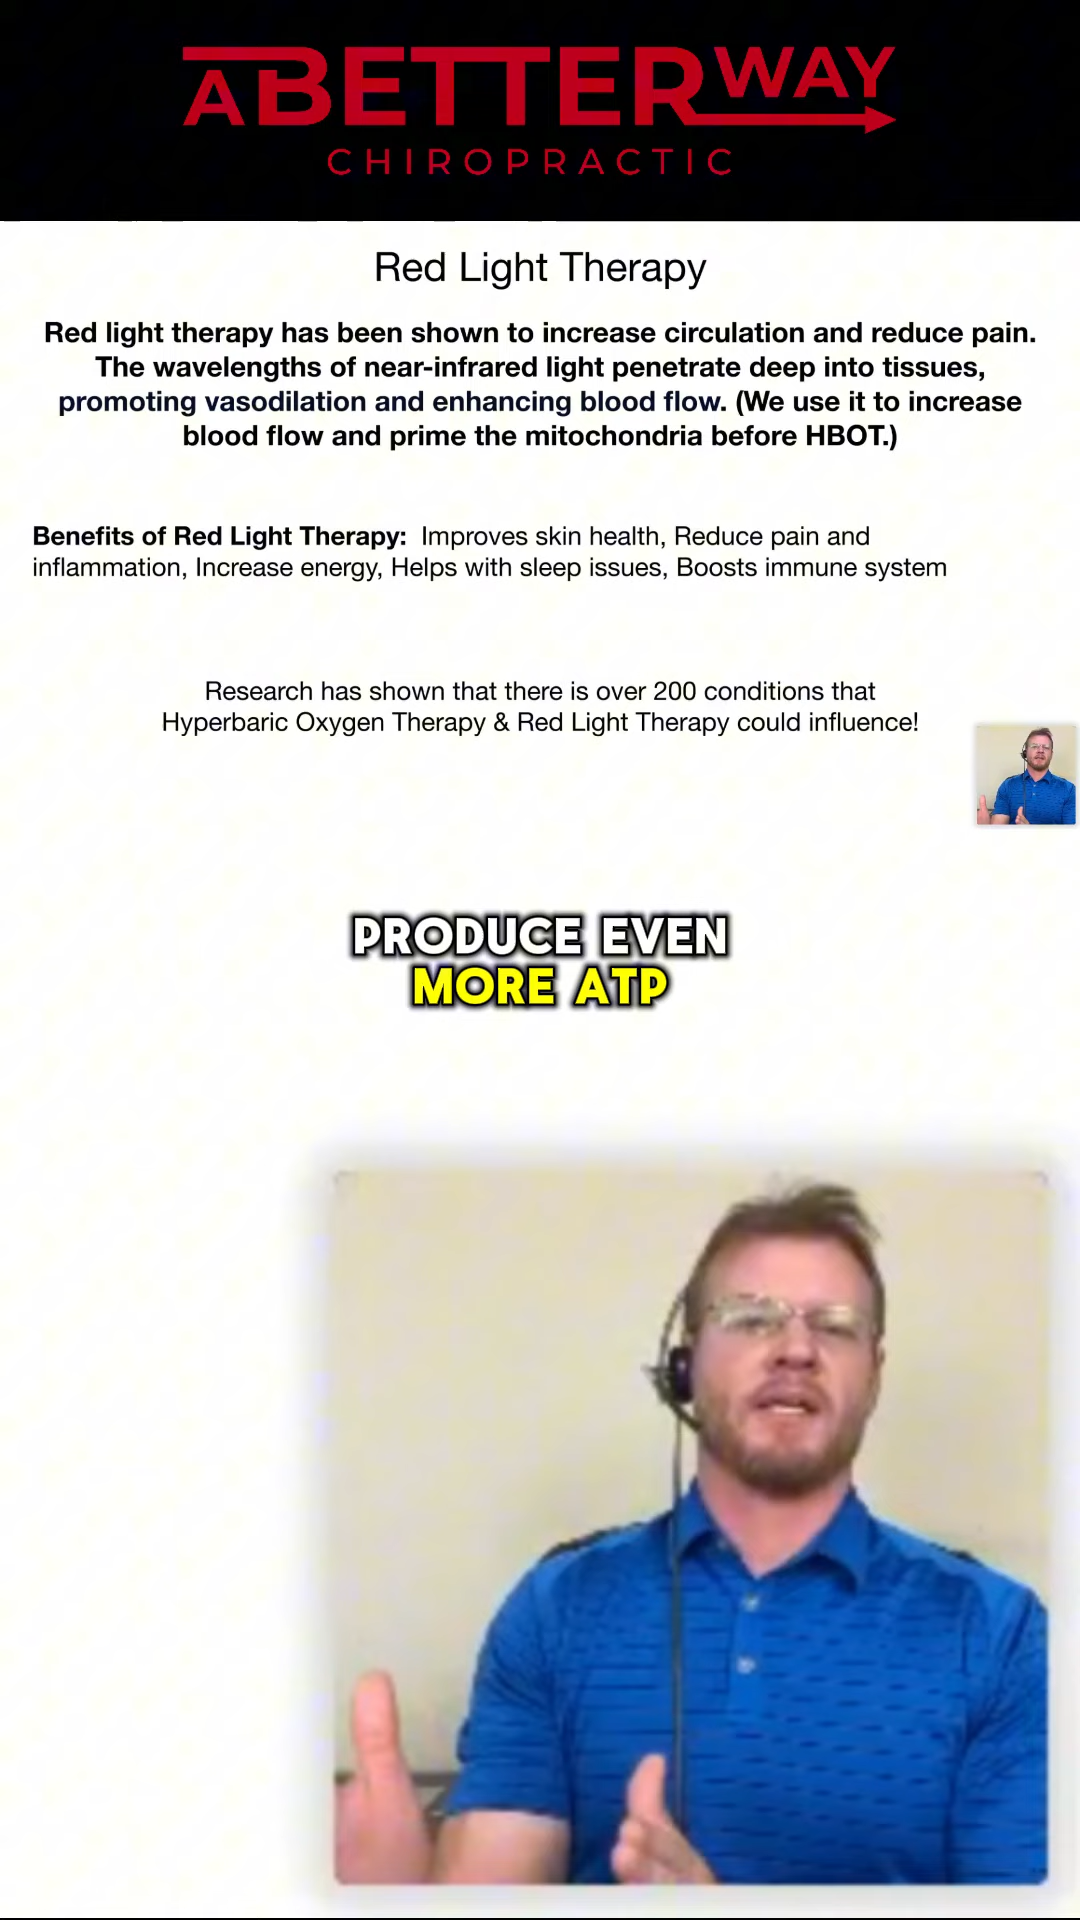 A BETTER WAY
CHIROPRACTIC
Red Light Therapy
Red light therapy has been shown to increase circulation and reduce pain.
The wavelengths of near-infrared light penetrate deep into tissues,
promoting vasodilation and enhancing blood flow. (We use it to increase
blood flow and prime the mitochondria before HBOT.)
Benefits of Red Light Therapy: Improves skin health, Reduce pain and
inflammation, Increase energy, Helps with sleep issues, Boosts immune system
Research has shown that there is over 200 conditions that
Hyperbaric Oxygen Therapy & Red Light Therapy could influence!
PRODUCE EVEN
MORE ATP